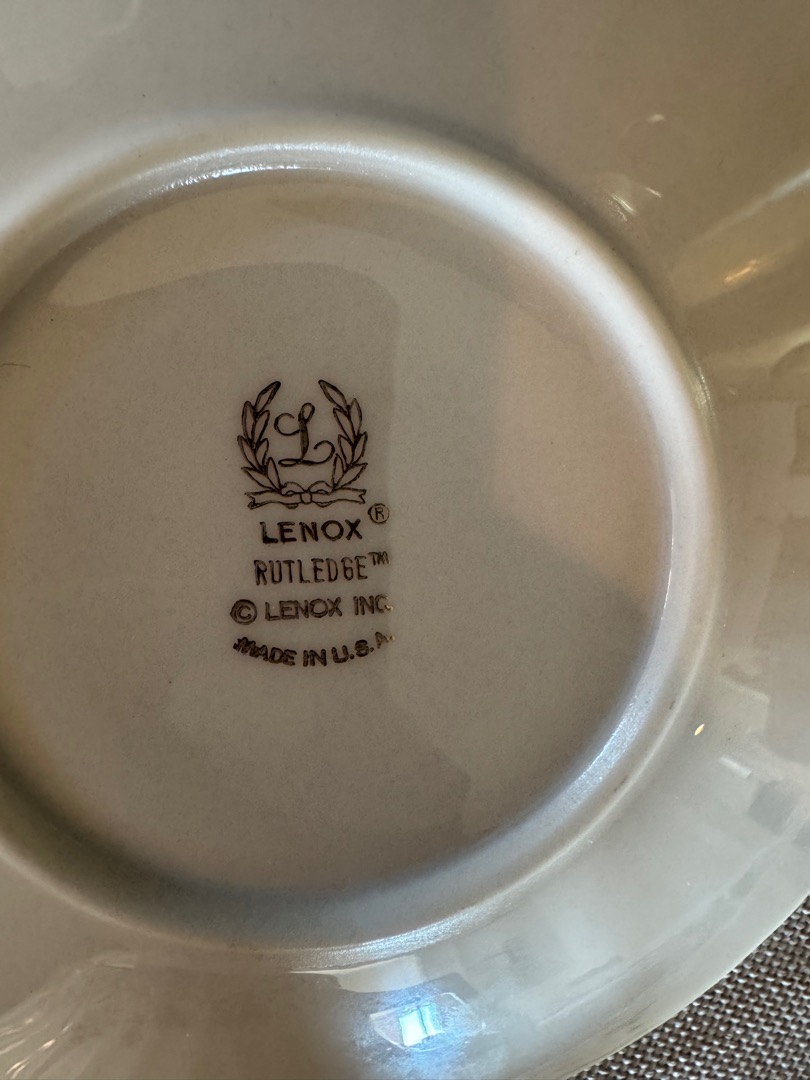 L
LENOX®
RUTLEDGE™
© LENOX INC.
MADE IN U.S.A.